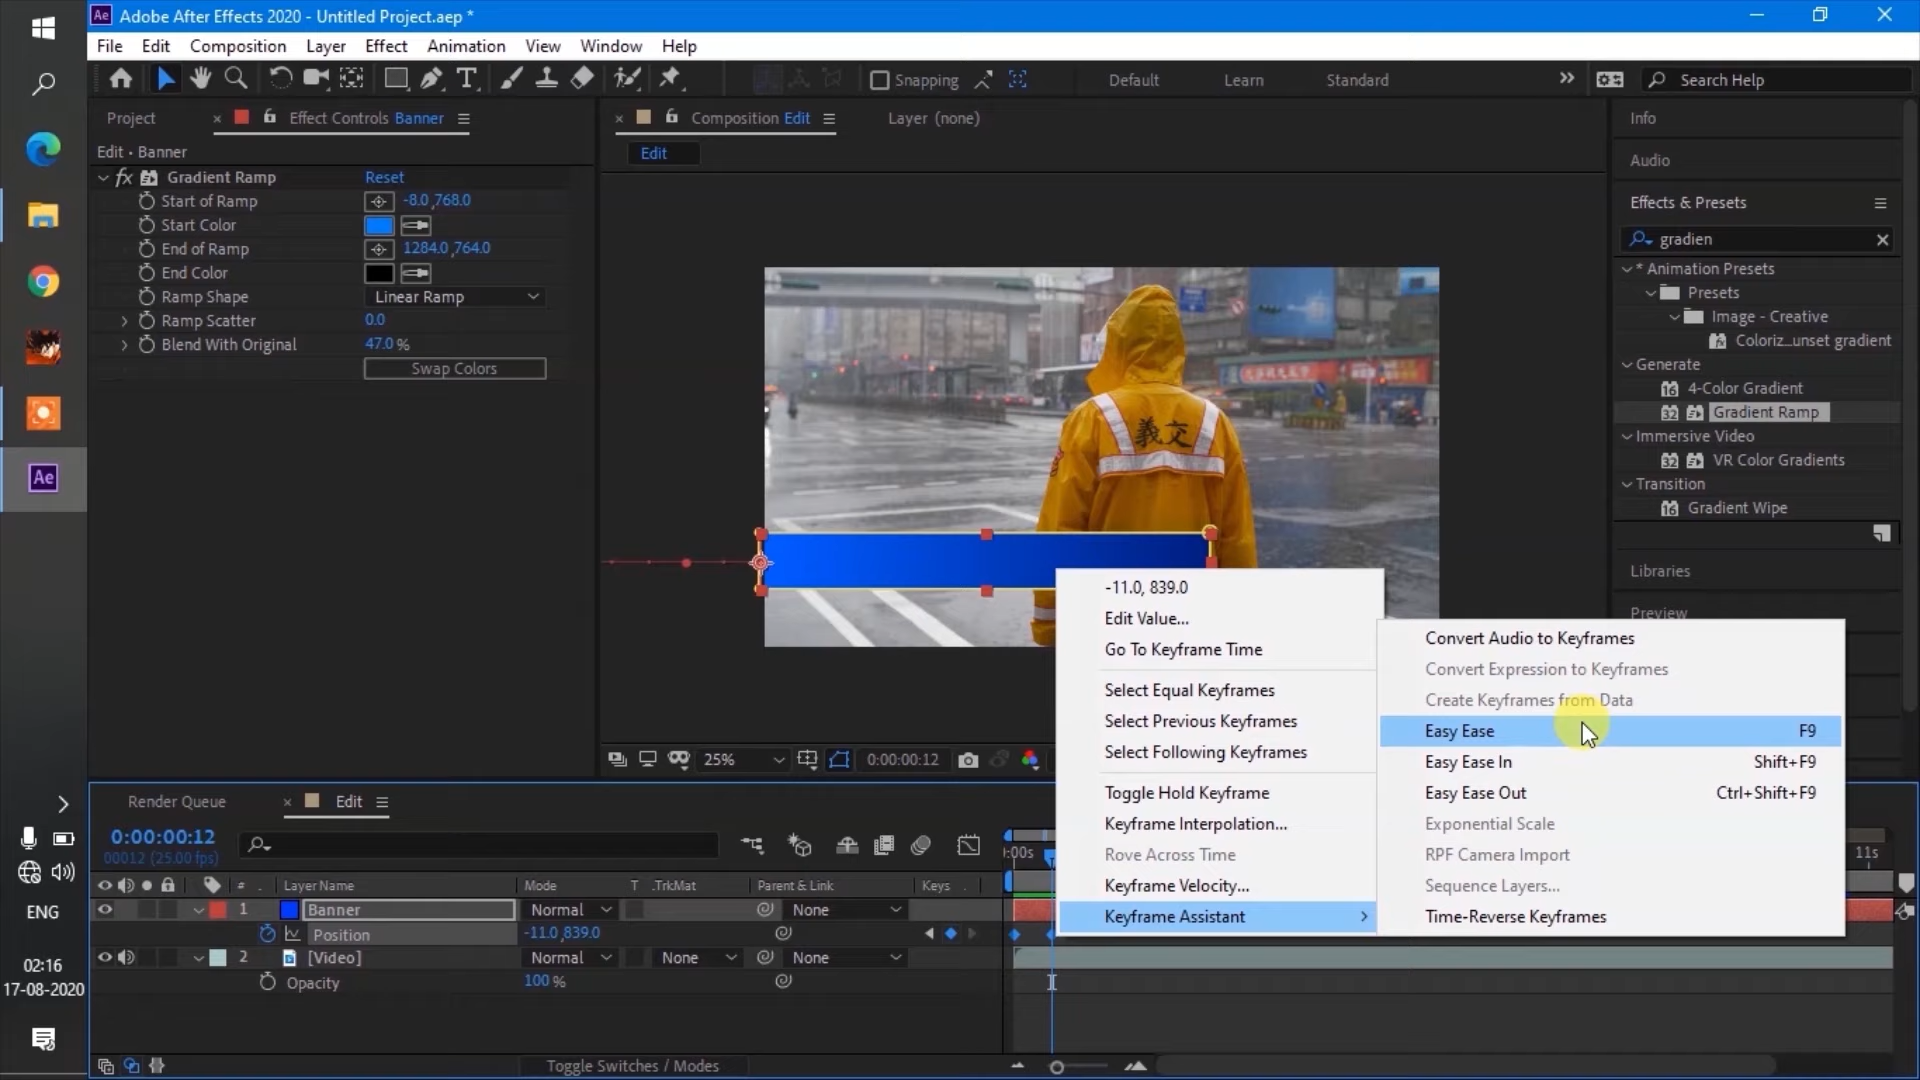 Adobe After Effects 2020 - Untitled Project.aep *
File Edit Composition Layer Effect Animation View Window Help
Snapping
Default Learn Standard
Search Help
Project
Effect Controls Banner
Edit • Banner
fx Gradient Ramp Reset
Start of Ramp -8.0,768.0
Start Color
End of Ramp 1284.0,764.0
End Color
Ramp Shape Linear Ramp
Ramp Scatter 0.0
Blend With Original 47.0 %
Swap Colors
Composition Edit
Layer (none)
Edit
義交
25%
0:00:00:12
Info
Audio
Effects & Presets
gradien
* Animation Presets
Presets
Image - Creative
Coloriz...unset gradient
Generate
4-Color Gradient
Gradient Ramp
Immersive Video
VR Color Gradients
Transition
Gradient Wipe
Libraries
Preview
-11.0, 839.0
Edit Value...
Go To Keyframe Time
Select Equal Keyframes
Select Previous Keyframes
Select Following Keyframes
Toggle Hold Keyframe
Keyframe Interpolation...
Rove Across Time
Keyframe Velocity...
Keyframe Assistant
Convert Audio to Keyframes
Convert Expression to Keyframes
Create Keyframes from Data
Easy Ease F9
Easy Ease In Shift+F9
Easy Ease Out Ctrl+Shift+F9
Exponential Scale
RPF Camera Import
Sequence Layers...
Time-Reverse Keyframes
Render Queue
Edit
0:00:00:12
00012 (25.00 fps)
:00s
11s
# Layer Name Mode T .TrkMat Parent & Link Keys
1 Banner Normal None
Position -11.0,839.0
2 [Video] Normal None None
Opacity 100 %
Toggle Switches / Modes
Ae
Ae
ENG
02:16
17-08-2020